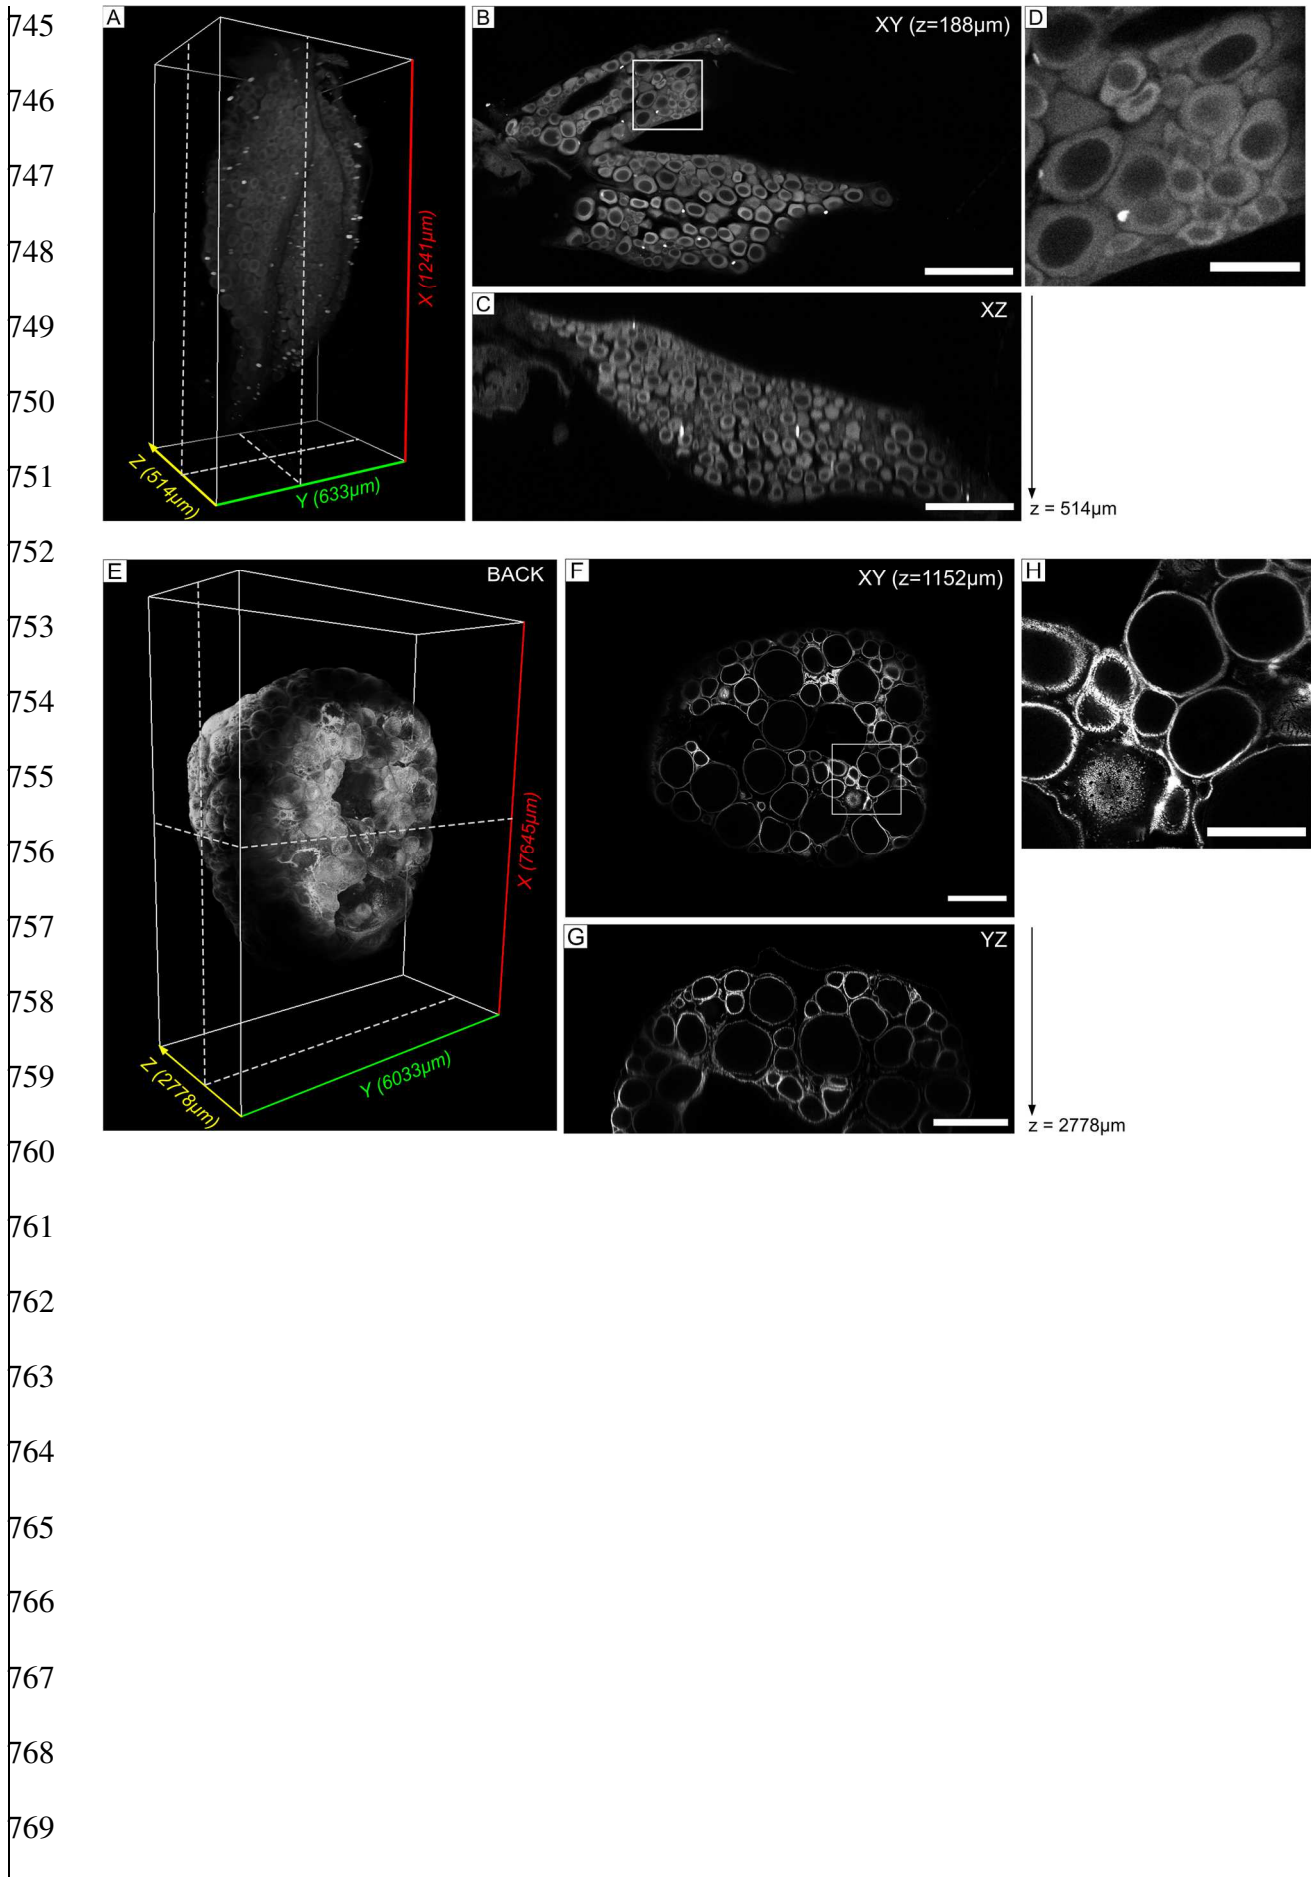 745
746
747
748
749
750
751
752
753
754
755
756
757
758
759
760
761
762
763
764
765
766
767
768
769
A
X (1241µm)
Y (633µm)
Z (514µm)
B
XY (z=188µm)
C
XZ
D
z = 514µm
E
BACK
X (7645µm)
Y (6033µm)
Z (2778µm)
F
XY (z=1152µm)
G
YZ
H
z = 2778µm